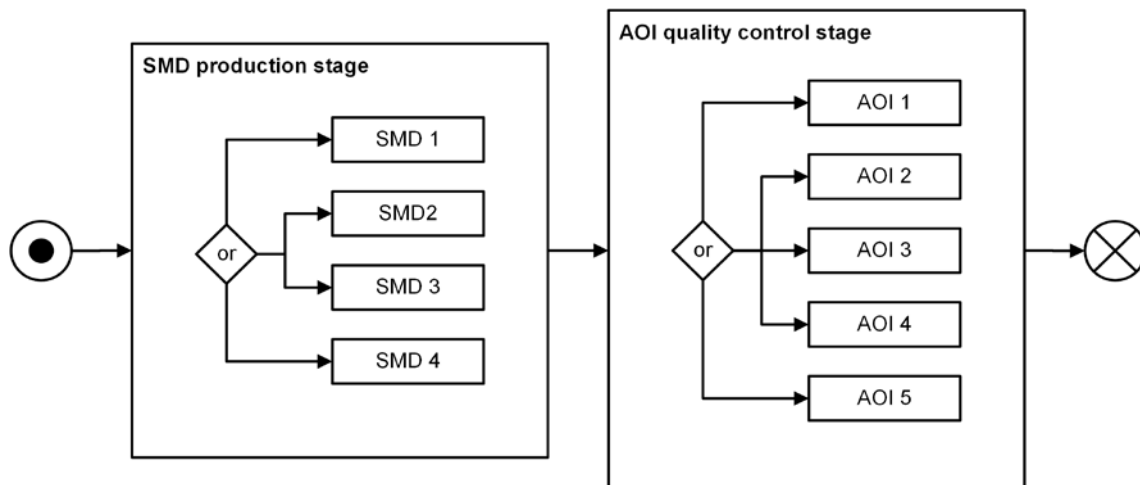 SMD production stage
or
SMD 1
SMD2
SMD 3
SMD 4
AOI quality control stage
or
AOI 1
AOI 2
AOI 3
AOI 4
AOI 5